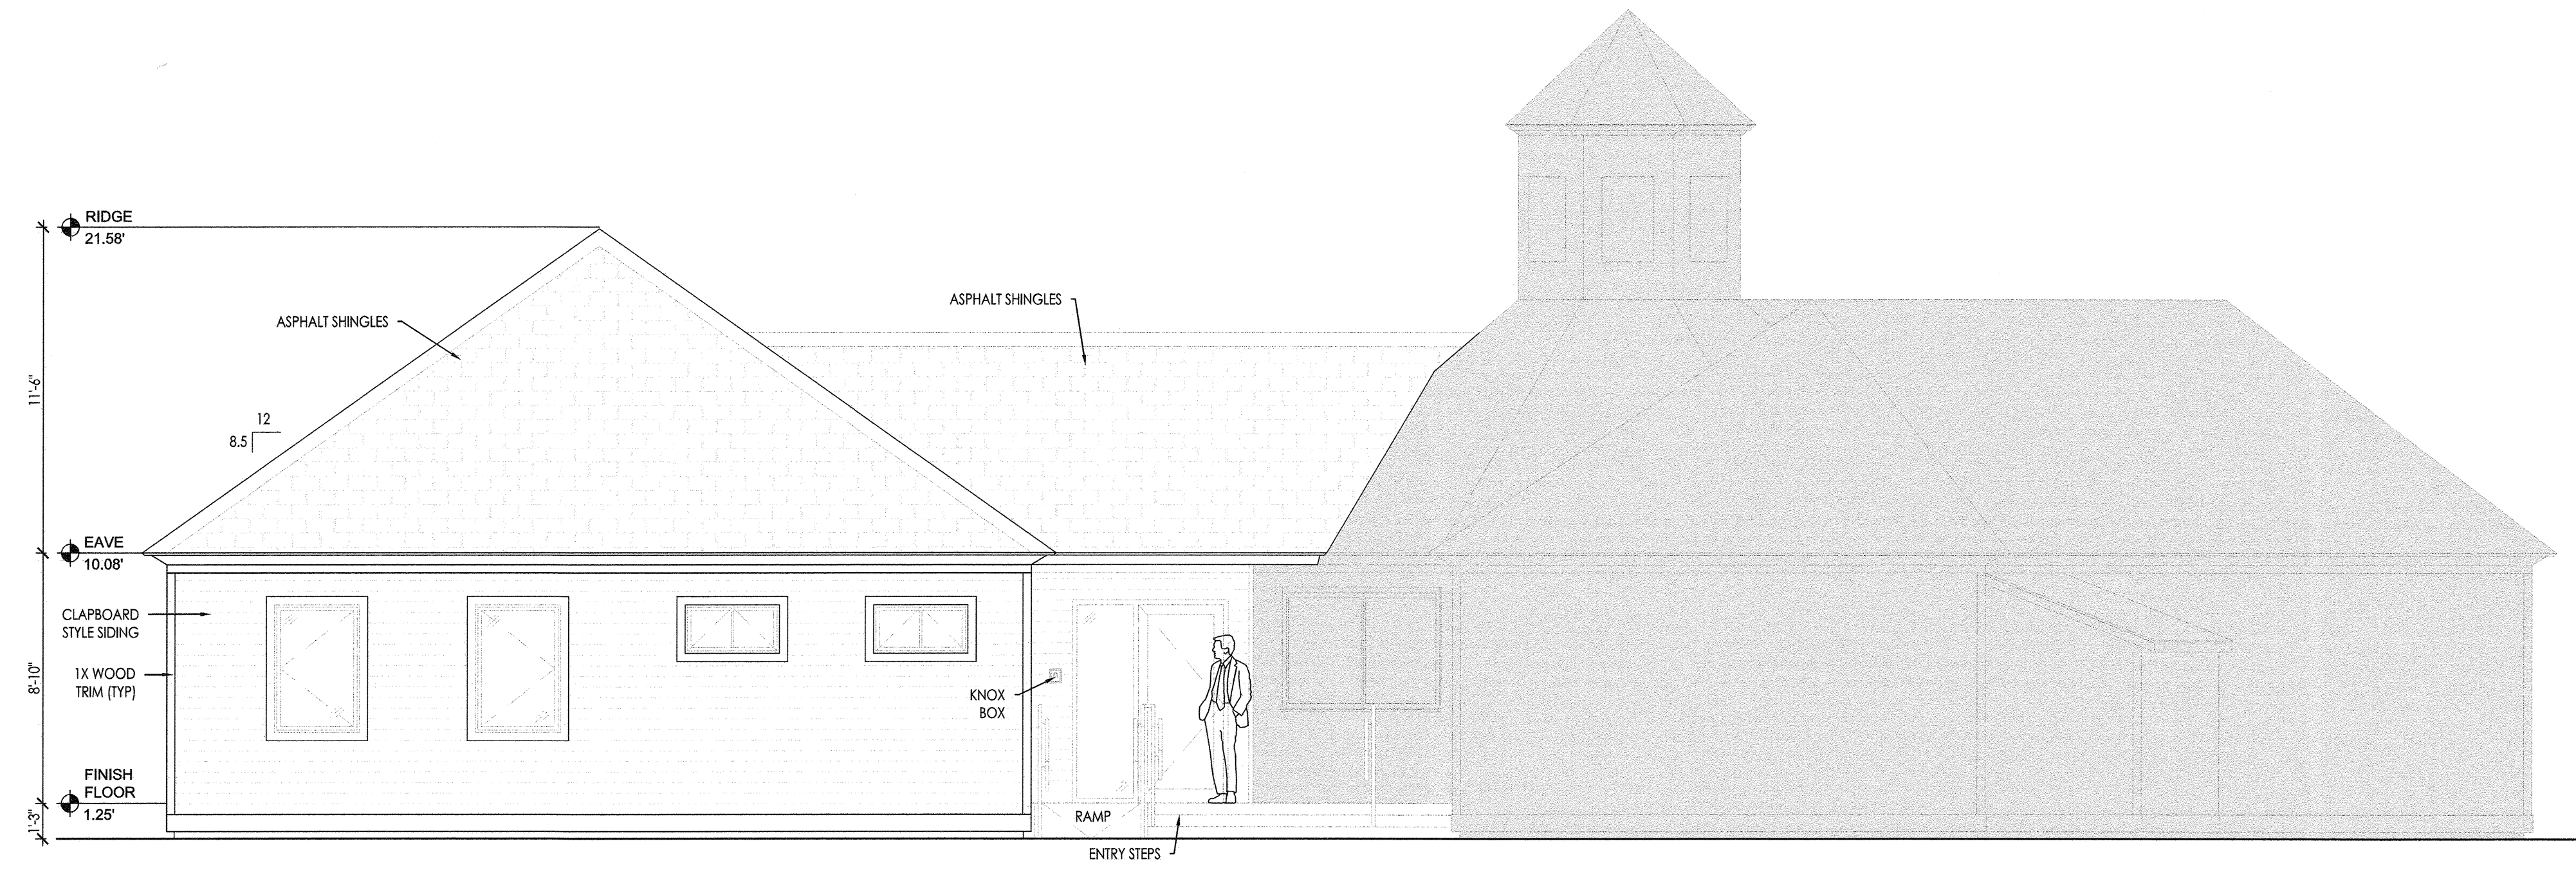 RIDGE
21.58'
ASPHALT SHINGLES
ASPHALT SHINGLES
11'-6"
12
8.5
EAVE
10.08'
CLAPBOARD
STYLE SIDING
1X WOOD
TRIM (TYP)
8'-10"
KNOX
BOX
FINISH
FLOOR
1.25'
1'-3"
RAMP
ENTRY STEPS